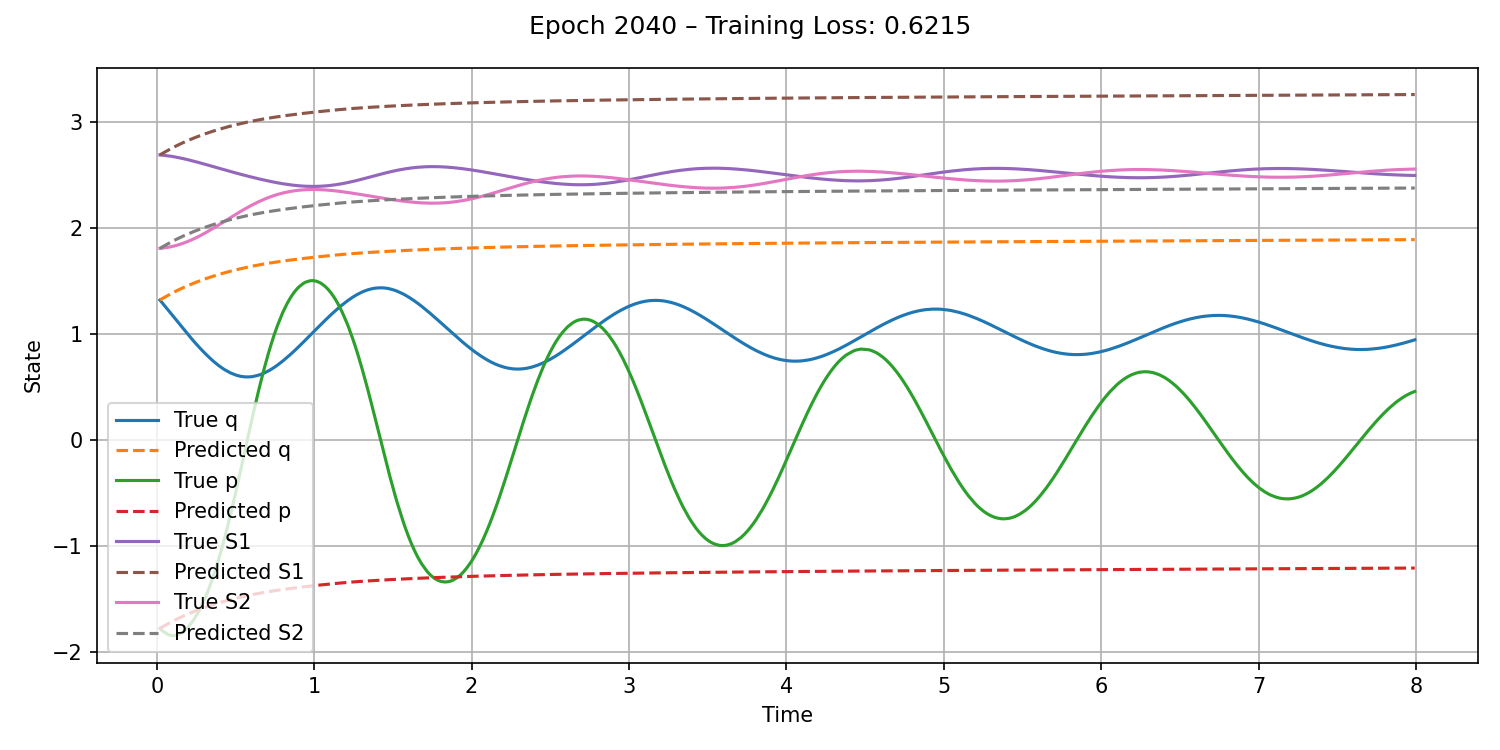 Epoch 2040 – Training Loss: 0.6215
State
3
2
1
0
−1
−2
True q
Predicted q
True p
Predicted p
True S1
Predicted S1
True S2
Predicted S2
0 1 2 3 4 5 6 7 8
Time